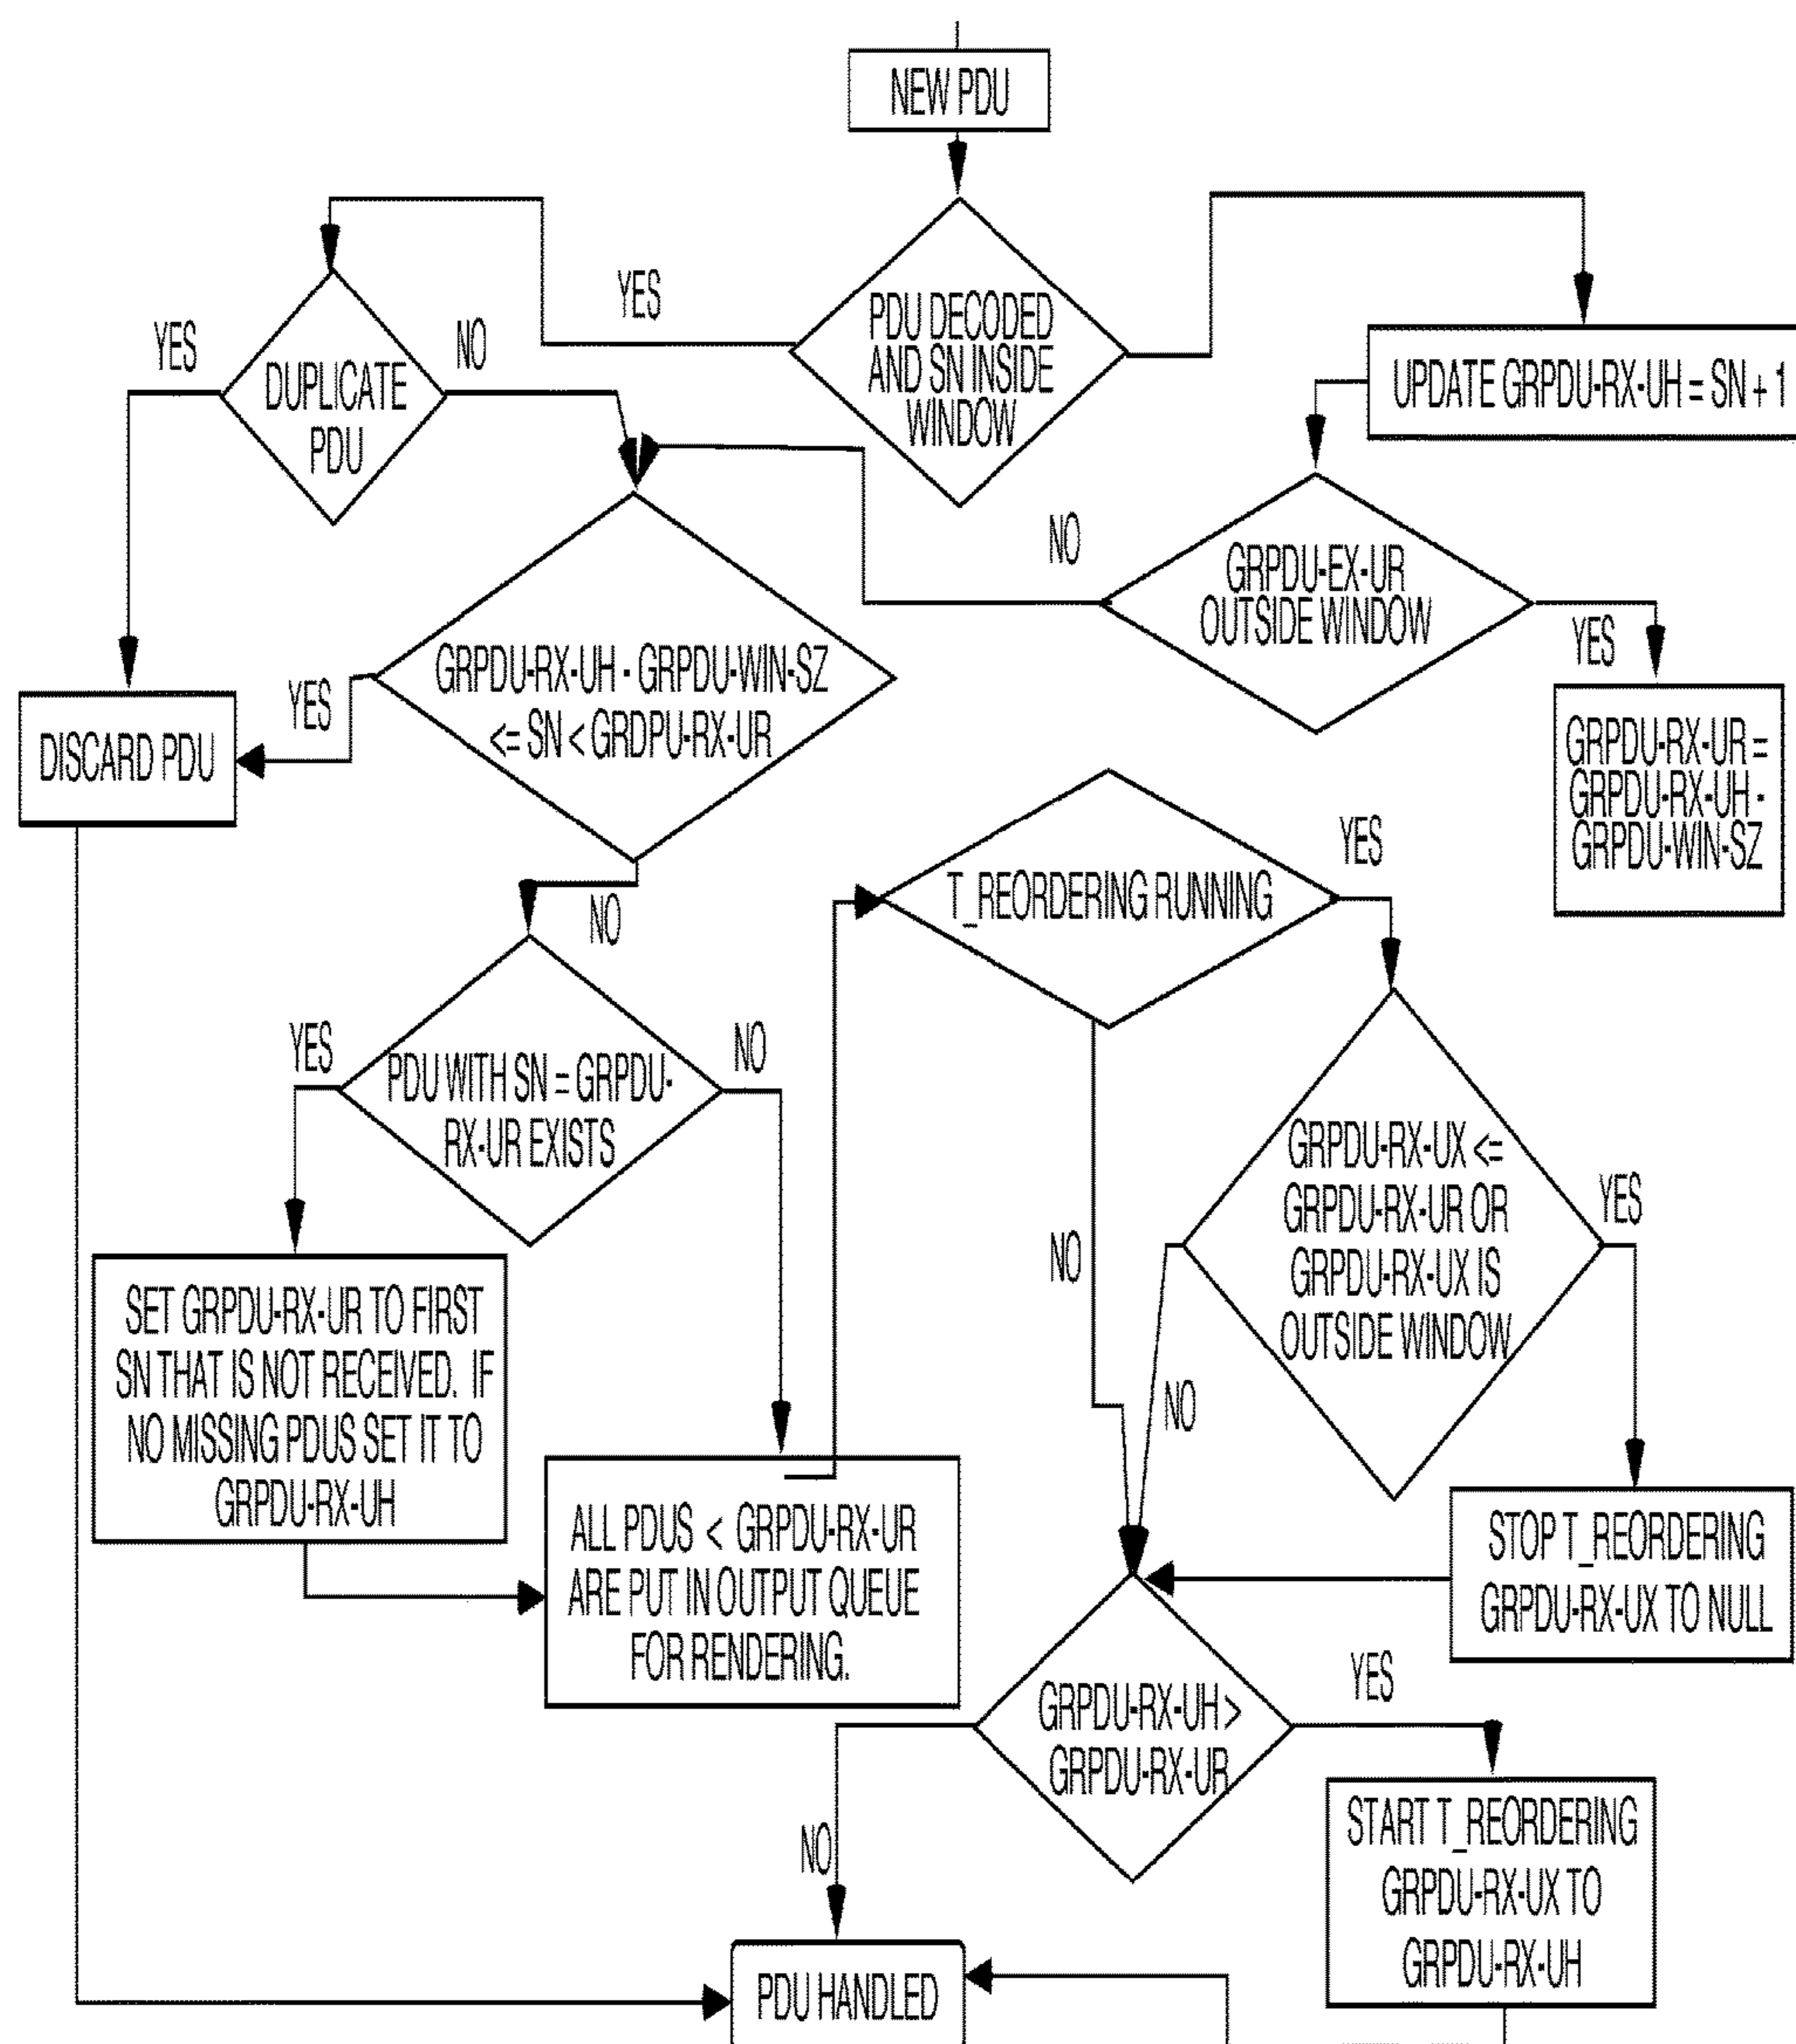 NEW PDU
PDU DECODED
AND SN INSIDE
WINDOW
YES
YES
DUPLICATE
PDU
NO
UPDATE GRPDU-RX-UH = SN + 1
NO
GRPDU-EX-UR
OUTSIDE WINDOW
YES
GRPDU-RX-UR =
GRPDU-RX-UH -
GRPDU-WIN-SZ
GRPDU-RX-UH - GRPDU-WIN-SZ
<= SN < GRDPU-RX-UR
YES
DISCARD PDU
NO
T_REORDERING RUNNING
YES
YES
PDU WITH SN = GRPDU-
RX-UR EXISTS
NO
NO
GRPDU-RX-UX <=
GRPDU-RX-UR OR
GRPDU-RX-UX IS
OUTSIDE WINDOW
YES
NO
SET GRPDU-RX-UR TO FIRST
SN THAT IS NOT RECEIVED. IF
NO MISSING PDUS SET IT TO
GRPDU-RX-UH
ALL PDUS < GRPDU-RX-UR
ARE PUT IN OUTPUT QUEUE
FOR RENDERING.
STOP T_REORDERING
GRPDU-RX-UX TO NULL
GRPDU-RX-UH >
GRPDU-RX-UR
YES
NO
START T_REORDERING
GRPDU-RX-UX TO
GRPDU-RX-UH
PDU HANDLED